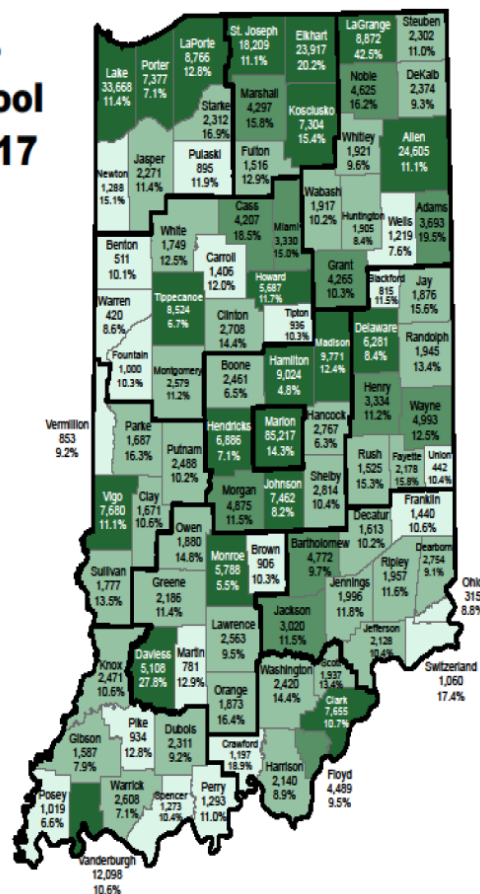 ool
17
LaGrange
8,872
42.5%
Steuben
2,302
11.0%
St. Joseph
18,209
11.1%
Elkhart
23,917
20.2%
LaPorte
8,766
12.8%
Porter
7,377
7.1%
Lake
33,668
11.4%
Noble
4,625
16.2%
DeKalb
2,374
9.3%
Marshall
4,297
15.8%
Kosciusko
7,304
15.4%
Starke
2,312
16.9%
Whitley
1,921
9.6%
Allen
24,605
11.1%
Fulton
1,516
12.9%
Pulaski
895
11.9%
Jasper
2,271
11.4%
Newton
1,288
15.1%
Wabash
1,917
10.2%
Huntington
1,905
8.4%
Wells
1,219
7.6%
Adams
3,693
19.5%
Cass
4,207
18.5%
Miami
3,330
15.0%
White
1,749
12.5%
Benton
511
10.1%
Carroll
1,406
12.0%
Grant
4,265
10.3%
Blackford
815
11.5%
Jay
1,876
15.6%
Howard
5,687
11.7%
Warren
420
8.6%
Tippecanoe
8,524
6.7%
Clinton
2,708
14.4%
Tipton
936
10.3%
Madison
9,771
12.4%
Delaware
6,281
8.4%
Randolph
1,945
13.4%
Fountain
1,000
10.3%
Montgomery
2,579
11.2%
Boone
2,461
6.5%
Hamilton
9,024
4.8%
Henry
3,334
11.2%
Wayne
4,993
12.5%
Vermillion
853
9.2%
Parke
1,687
16.3%
Putnam
2,488
10.2%
Hendricks
6,886
7.1%
Marion
85,217
14.3%
Hancock
2,767
6.3%
Rush
1,525
15.3%
Fayette
2,178
15.8%
Union
442
10.4%
Vigo
7,680
11.1%
Clay
1,671
10.6%
Morgan
4,875
11.5%
Johnson
7,462
8.2%
Shelby
2,814
10.4%
Franklin
1,440
10.6%
Owen
1,880
14.8%
Decatur
1,613
10.2%
Monroe
5,788
5.5%
Brown
906
10.3%
Bartholomew
4,772
9.7%
Dearborn
2,754
9.1%
Ripley
1,957
11.6%
Sullivan
1,777
13.5%
Greene
2,186
11.4%
Jennings
1,996
11.8%
Ohio
315
8.8%
Jackson
3,020
11.5%
Lawrence
2,563
9.5%
Jefferson
2,128
10.4%
Switzerland
1,060
17.4%
Knox
2,471
10.6%
Daviess
5,108
27.8%
Martin
781
12.9%
Washington
2,420
14.4%
Scott
1,937
13.4%
Orange
1,873
16.4%
Clark
7,655
10.7%
Pike
934
12.8%
Dubois
2,311
9.2%
Gibson
1,587
7.9%
Crawford
1,197
18.9%
Harrison
2,140
8.9%
Floyd
4,489
9.5%
Posey
1,019
6.6%
Warrick
2,608
7.1%
Spencer
1,273
10.4%
Perry
1,293
11.0%
Vanderburgh
12,098
10.6%